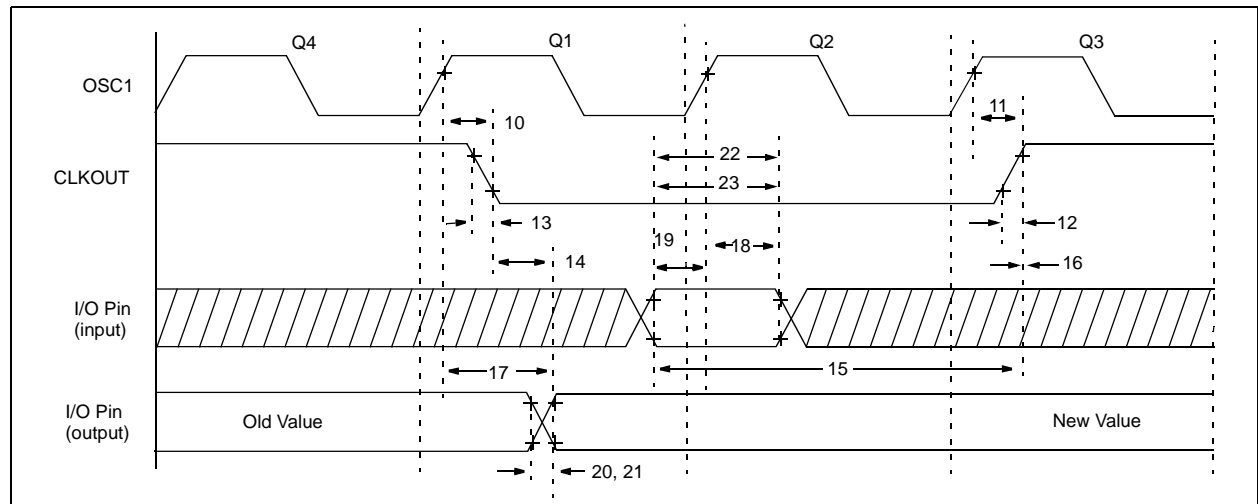 Q4
Q1
Q2
Q3
OSC1
10
11
22
CLKOUT
23
13
12
19
18
14
16
I/O Pin
(input)
17
15
I/O Pin
(output)
Old Value
New Value
20, 21